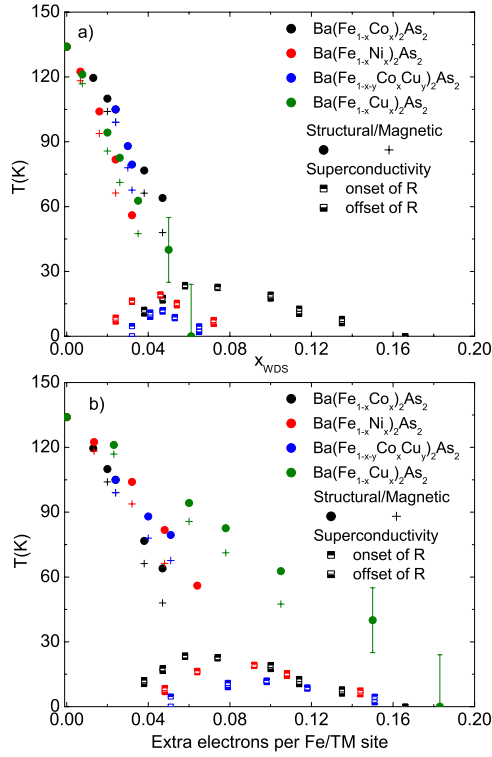 a)
Ba(Fe1-xCox)2As2
Ba(Fe1-xNix)2As2
Ba(Fe1-x-yCoxCuy)2As2
Ba(Fe1-xCux)2As2
Structural/Magnetic
Superconductivity
onset of R
offset of R
T(K)
150
120
90
60
30
0
0.00 0.04 0.08 0.12 0.16 0.20
xWDS
b)
Ba(Fe1-xCox)2As2
Ba(Fe1-xNix)2As2
Ba(Fe1-x-yCoxCuy)2As2
Ba(Fe1-xCux)2As2
Structural/Magnetic
Superconductivity
onset of R
offset of R
T(K)
150
120
90
60
30
0
0.00 0.04 0.08 0.12 0.16 0.20
Extra electrons per Fe/TM site